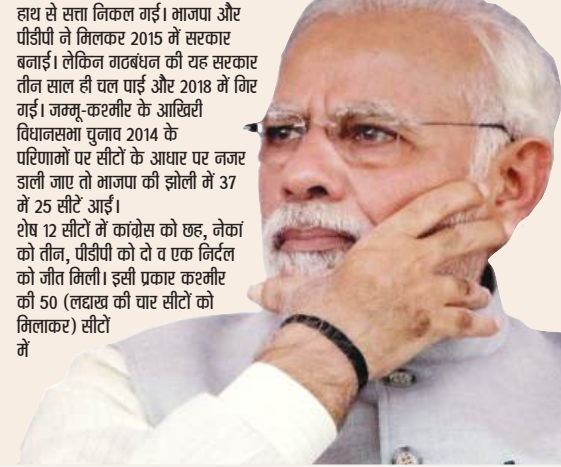 हाथ से सत्ता निकल गई। भाजपा और
पीडीपी ने मिलकर 2015 में सरकार
बनाई। लेकिन गठबंधन की यह सरकार
तीन साल ही चल पाई और 2018 में गिर
गई। जम्मू-कश्मीर के आखिरी
विधानसभा चुनाव 2014 के
परिणामों पर सीटों के आधार पर नजर
डाली जाए तो भाजपा की झोली में 37
में 25 सीटें आईं।
शेष 12 सीटों में कांग्रेस को छह, नेकां
को तीन, पीडीपी को दो व एक निर्दल
को जीत मिली। इसी प्रकार कश्मीर
की 50 (लद्दाख की चार सीटों को
मिलाकर) सीटों
में